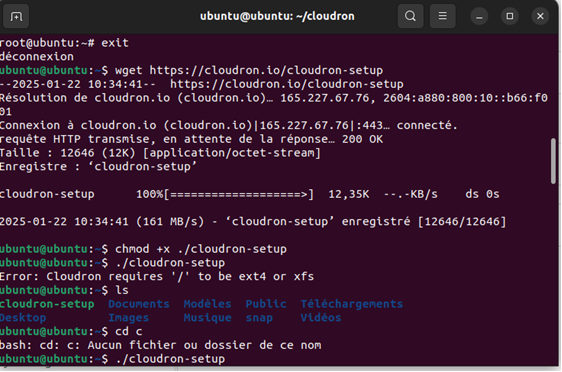 ubuntu@ubuntu: ~/cloudron
root@ubuntu:~# exit
déconnexion
ubuntu@ubuntu:~$ wget https://cloudron.io/cloudron-setup
--2025-01-22 10:34:41--  https://cloudron.io/cloudron-setup
Résolution de cloudron.io (cloudron.io)… 165.227.67.76, 2604:a880:800:10::b66:f0
01
Connexion à cloudron.io (cloudron.io)|165.227.67.76|:443… connecté.
requête HTTP transmise, en attente de la réponse… 200 OK
Taille : 12646 (12K) [application/octet-stream]
Enregistre : ‘cloudron-setup’
cloudron-setup      100%[===================>]  12,35K  --.-KB/s    ds 0s
2025-01-22 10:34:41 (161 MB/s) - ‘cloudron-setup’ enregistré [12646/12646]
ubuntu@ubuntu:~$ chmod +x ./cloudron-setup
ubuntu@ubuntu:~$ ./cloudron-setup
Error: Cloudron requires '/' to be ext4 or xfs
ubuntu@ubuntu:~$ ls
cloudron-setup  Documents  Modèles  Public  Téléchargements
Desktop         Images     Musique  snap    Vidéos
ubuntu@ubuntu:~$ cd c
bash: cd: c: Aucun fichier ou dossier de ce nom
ubuntu@ubuntu:~$ ./cloudron-setup